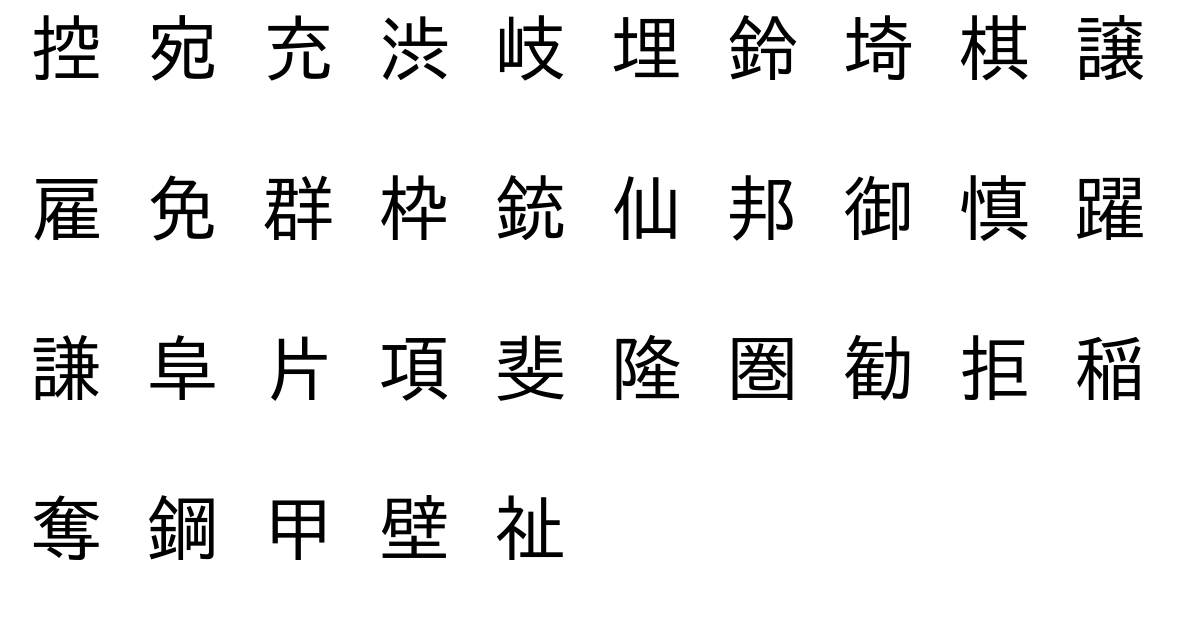 控宛充渋岐埋鈴埼棋譲
雇免群枠銃仙邦御慎躍
謙阜片項斐隆圏勧拒稲
奪鋼甲壁祉